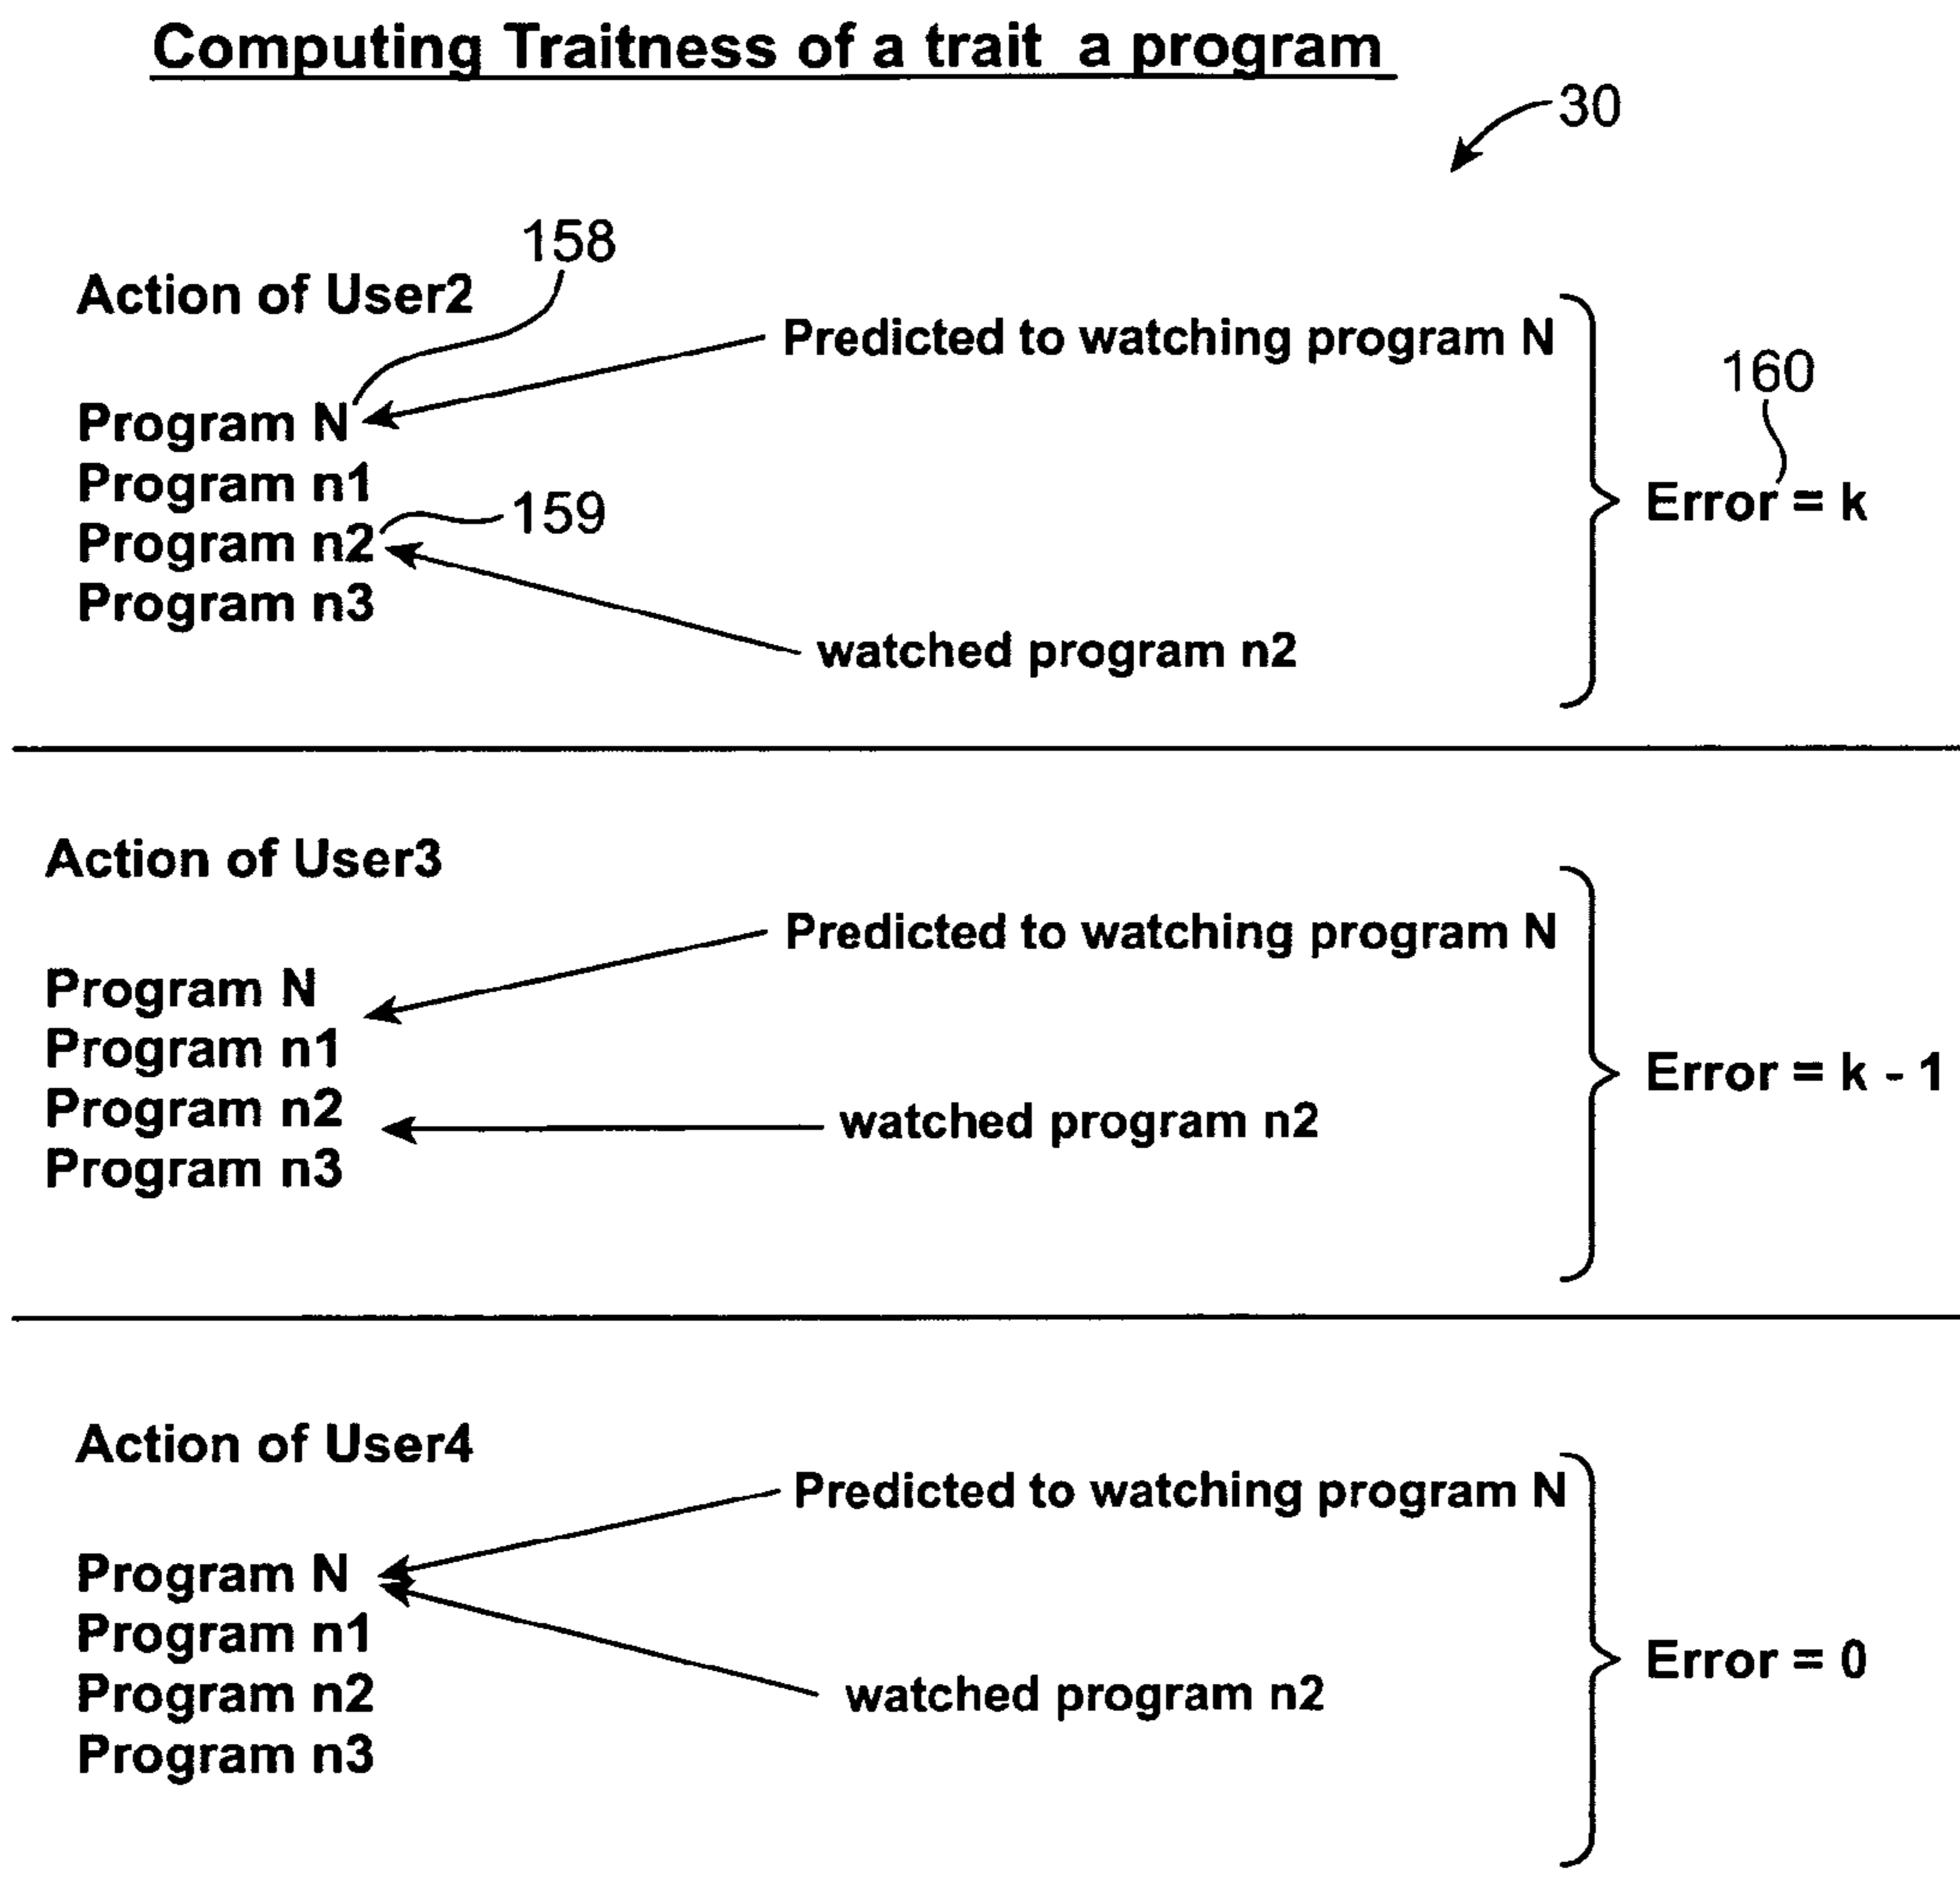 Computing Traitness of a trait a program
30
158
Action of User2
Predicted to watching program N
160
Program N
Program n1
Error = k
159
Program n2
Program n3
watched program n2
Action of User3
Predicted to watching program N
Program N
Program n1
Error = k - 1
Program n2
watched program n2
Program n3
Action of User4
Predicted to watching program N
Program N
Program n1
Error = 0
Program n2
watched program n2
Program n3